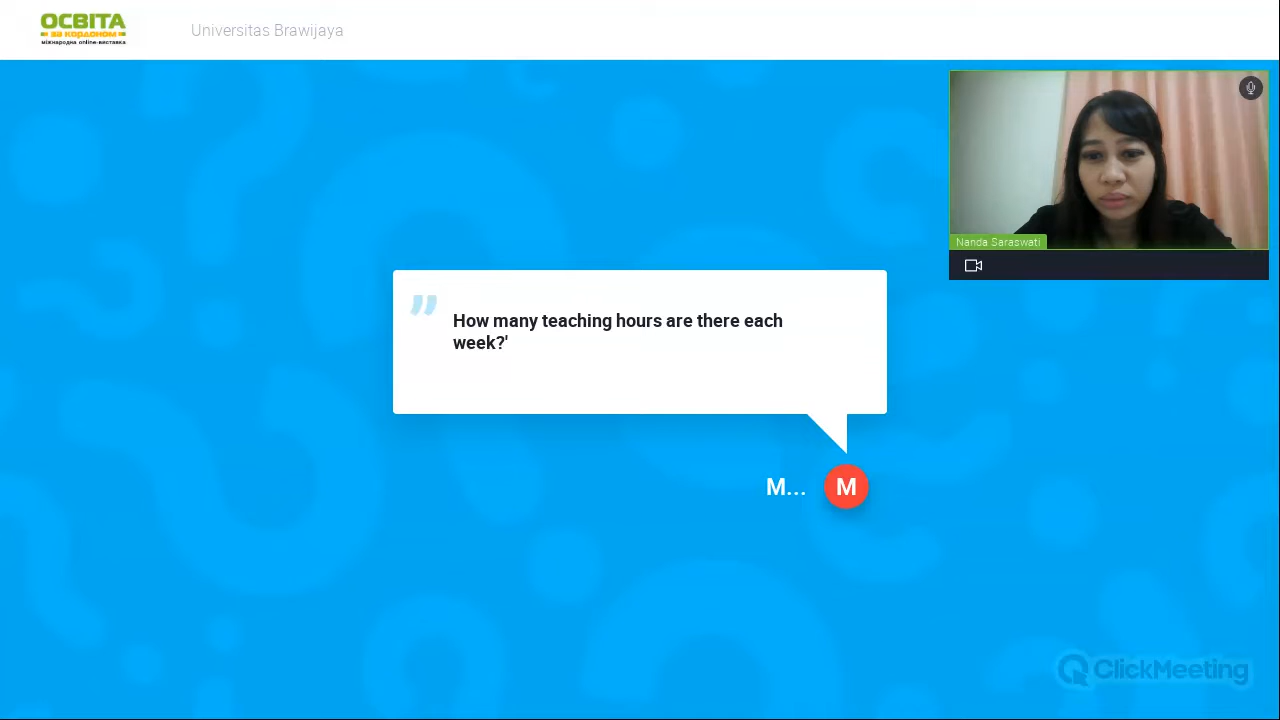 ОСВІТА
за кордоном
міжнародна online-виставка
Universitas Brawijaya
Nanda Saraswati
”
How many teaching hours are there each
week?'
M...
M
ClickMeeting